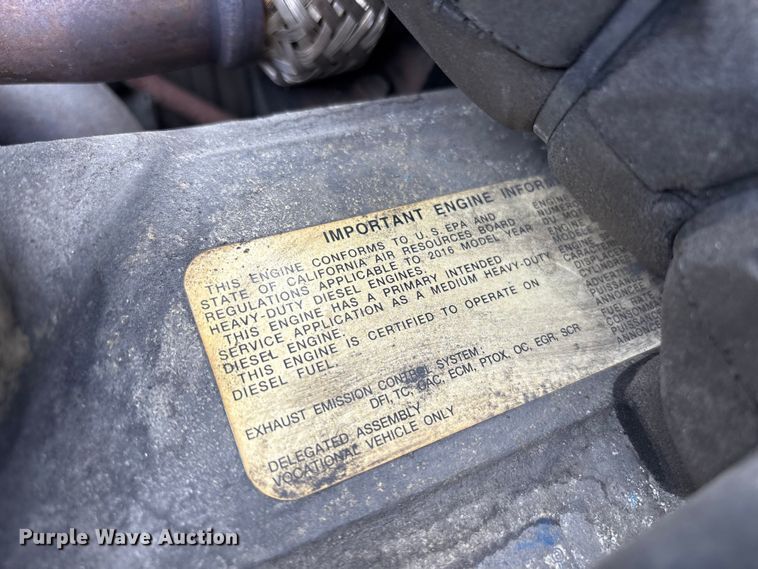 IMPORTANT ENGINE
THIS ENGINE CONFORMS TO U.S. EPA AND
STATE OF CALIFORNIA AIR RESOURCES BOARD
REGULATIONS APPLICABLE TO 2016 MODEL YEAR
HEAVY-DUTY DIESEL ENGINES.
THIS ENGINE HAS A PRIMARY INTENDED
SERVICE APPLICATION AS A MEDIUM HEAVY-DUTY
DIESEL ENGINE.
THIS ENGINE IS CERTIFIED TO OPERATE ON
DIESEL FUEL.
EXHAUST EMISSION CONTROL SYSTEM:
DFI, TC, CAC, ECM, PTOX, OC, EGR, SCR
DELEGATED ASSEMBLY
VOCATIONAL VEHICLE ONLY
Purple Wave Auction